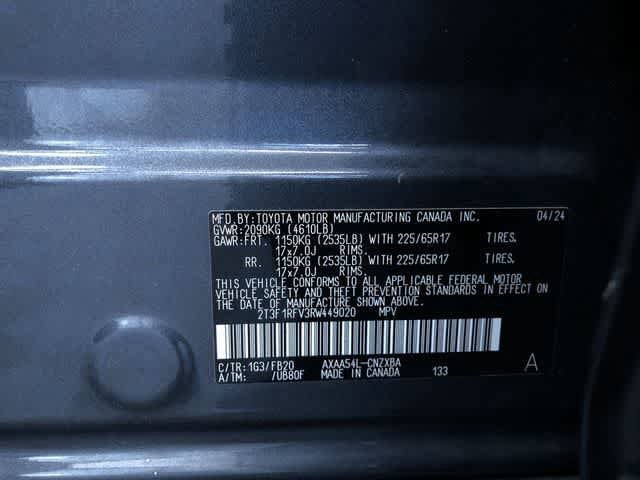 MFD.BY:TOYOTA MOTOR MANUFACTURING CANADA INC. 04/24
GVWR: 2090KG (4610LB)
GAWR:FRT. 1150KG (2535LB) WITH 225/65R17 TIRES.
17x7.0J RIMS.
RR. 1150KG (2535LB) WITH 225/65R17 TIRES.
17x7.0J RIMS.
THIS VEHICLE CONFORMS TO ALL APPLICABLE FEDERAL MOTOR
VEHICLE SAFETY AND THEFT PREVENTION STANDARDS IN EFFECT ON
THE DATE OF MANUFACTURE SHOWN ABOVE.
2T3F1RFV3RW449020 MPV
C/TR: 1G3/FB20 AXAA54L-CNZXBA A
A/TM: /UB80F MADE IN CANADA 133